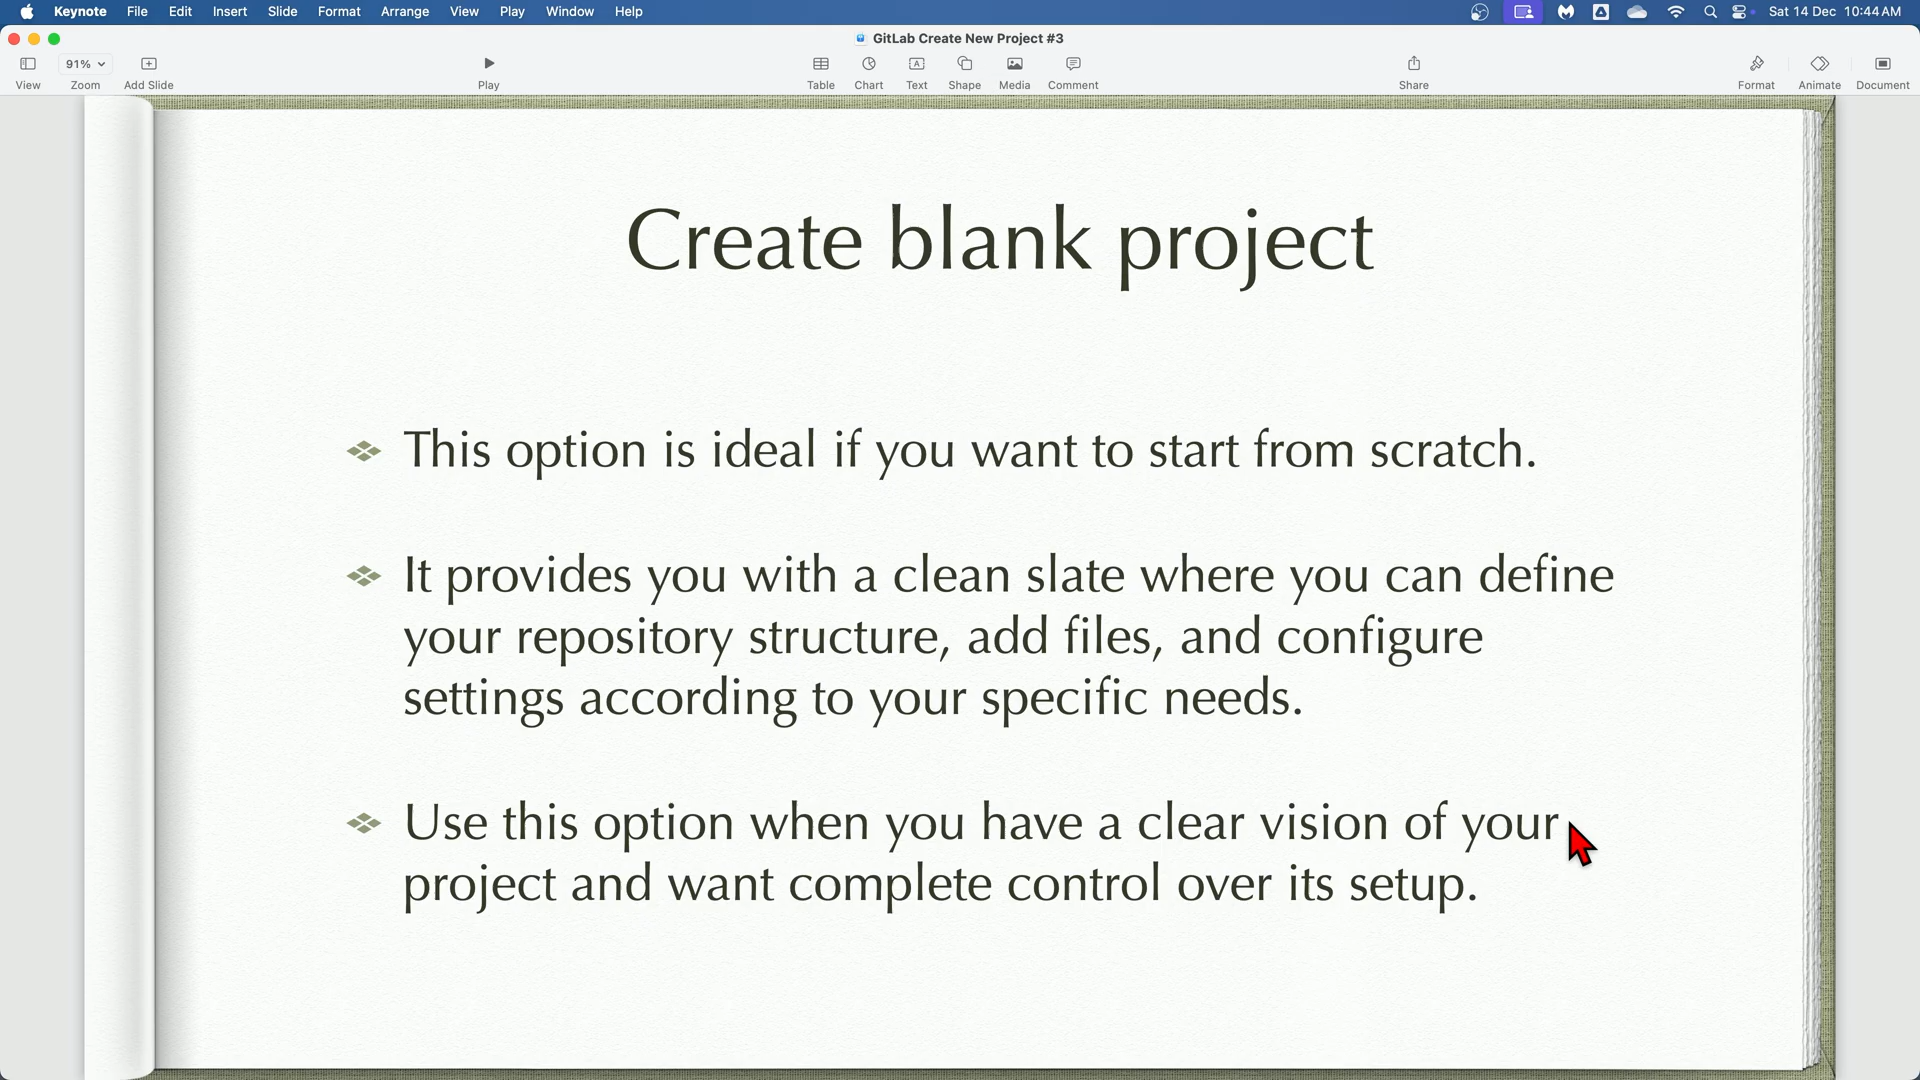 Keynote File Edit Insert Slide Format Arrange View Play Window Help Sat 14 Dec 10:44 AM
GitLab Create New Project #3
91%
View Zoom Add Slide Play Table Chart Text Shape Media Comment Share Format Animate Document
Create blank project
This option is ideal if you want to start from scratch.
It provides you with a clean slate where you can define
your repository structure, add files, and configure
settings according to your specific needs.
Use this option when you have a clear vision of your
project and want complete control over its setup.